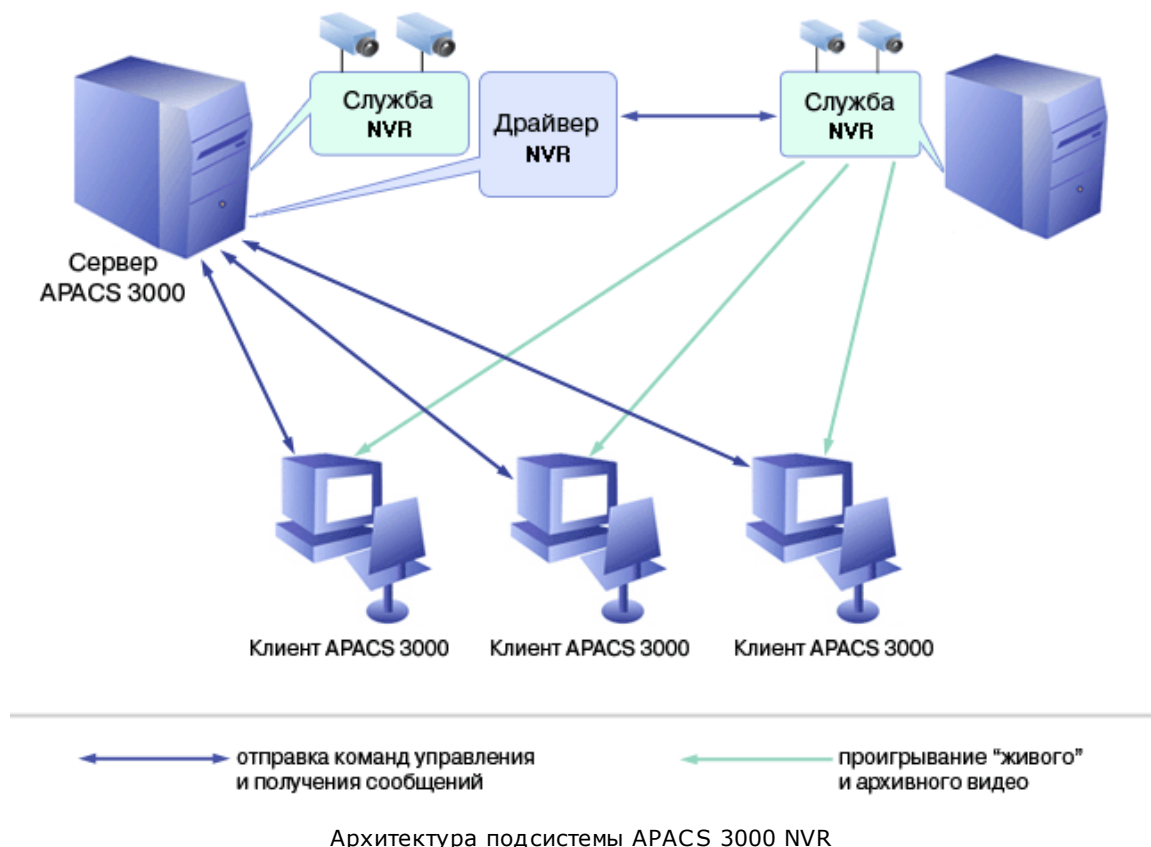 Служба
NVR
Драйвер
NVR
Служба
NVR
Сервер
APACS 3000
Клиент APACS 3000
Клиент APACS 3000
Клиент APACS 3000
отправка команд управления
и получения сообщений
проигрывание “живого”
и архивного видео
Архитектура подсистемы APACS 3000 NVR